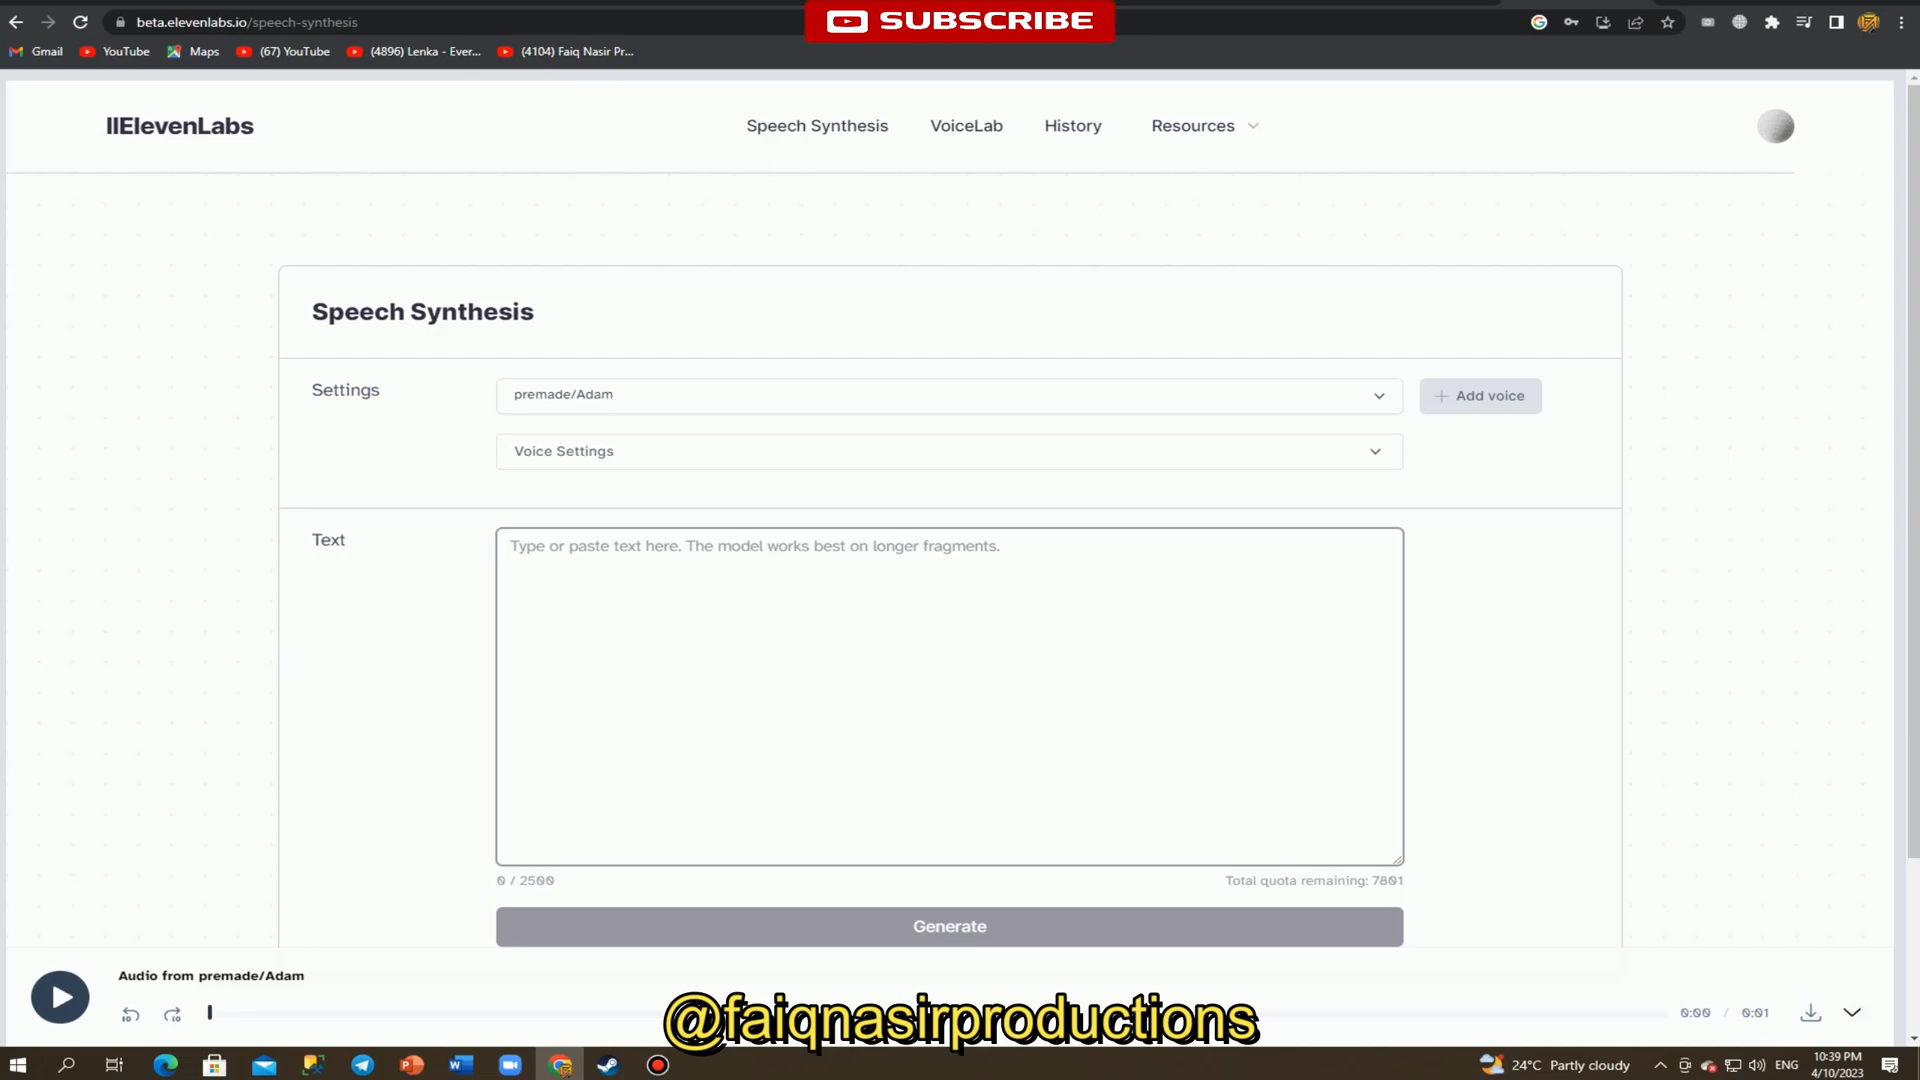 beta.elevenlabs.io/speech-synthesis
SUBSCRIBE
Gmail
YouTube
Maps
(67) YouTube
(4896) Lenka - Ever...
(4104) Faiq Nasir Pr...
llElevenLabs
Speech Synthesis
VoiceLab
History
Resources
Speech Synthesis
Settings
premade/Adam
Add voice
Voice Settings
Text
Type or paste text here. The model works best on longer fragments.
0 / 2500
Total quota remaining: 7801
Generate
Audio from premade/Adam
10
10
0:00 / 0:01
@faiqnasirproductions
24°C Partly cloudy
ENG
10:39 PM
4/10/2023